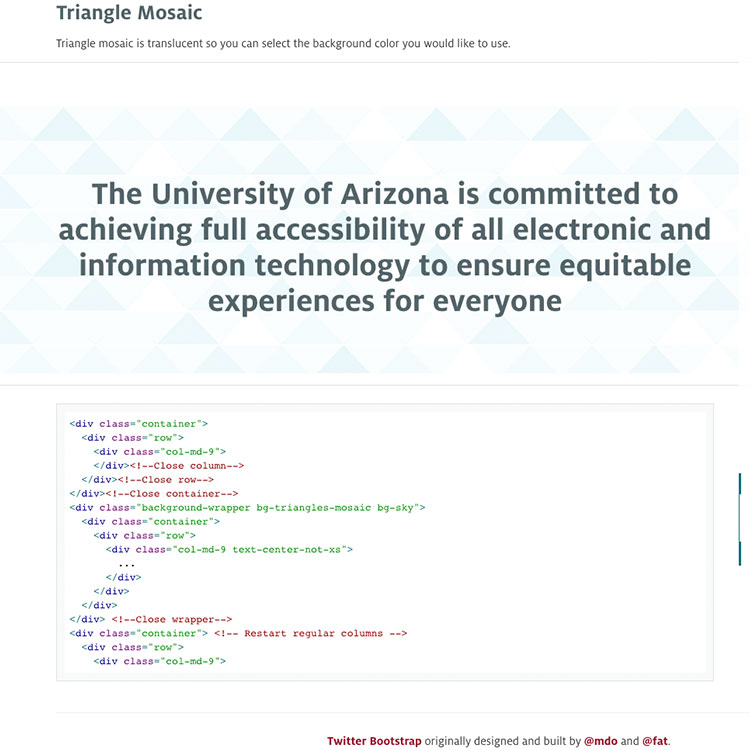 Triangle Mosaic
Triangle mosaic is translucent so you can select the background color you would like to use.
The University of Arizona is committed to
achieving full accessibility of all electronic and
information technology to ensure equitable
experiences for everyone
<div class="container">
<div class="row">
<div class="col-md-9">
</div><!--Close column-->
</div><!--Close row-->
</div><!--Close container-->
<div class="background-wrapper bg-triangles-mosaic bg-sky">
<div class="container">
<div class="row">
<div class="col-md-9 text-center-not-xs">
...
</div>
</div>
</div>
</div> <!--Close wrapper-->
<div class="container"> <!-- Restart regular columns -->
<div class="row">
<div class="col-md-9">
Twitter Bootstrap originally designed and built by @mdo and @fat.